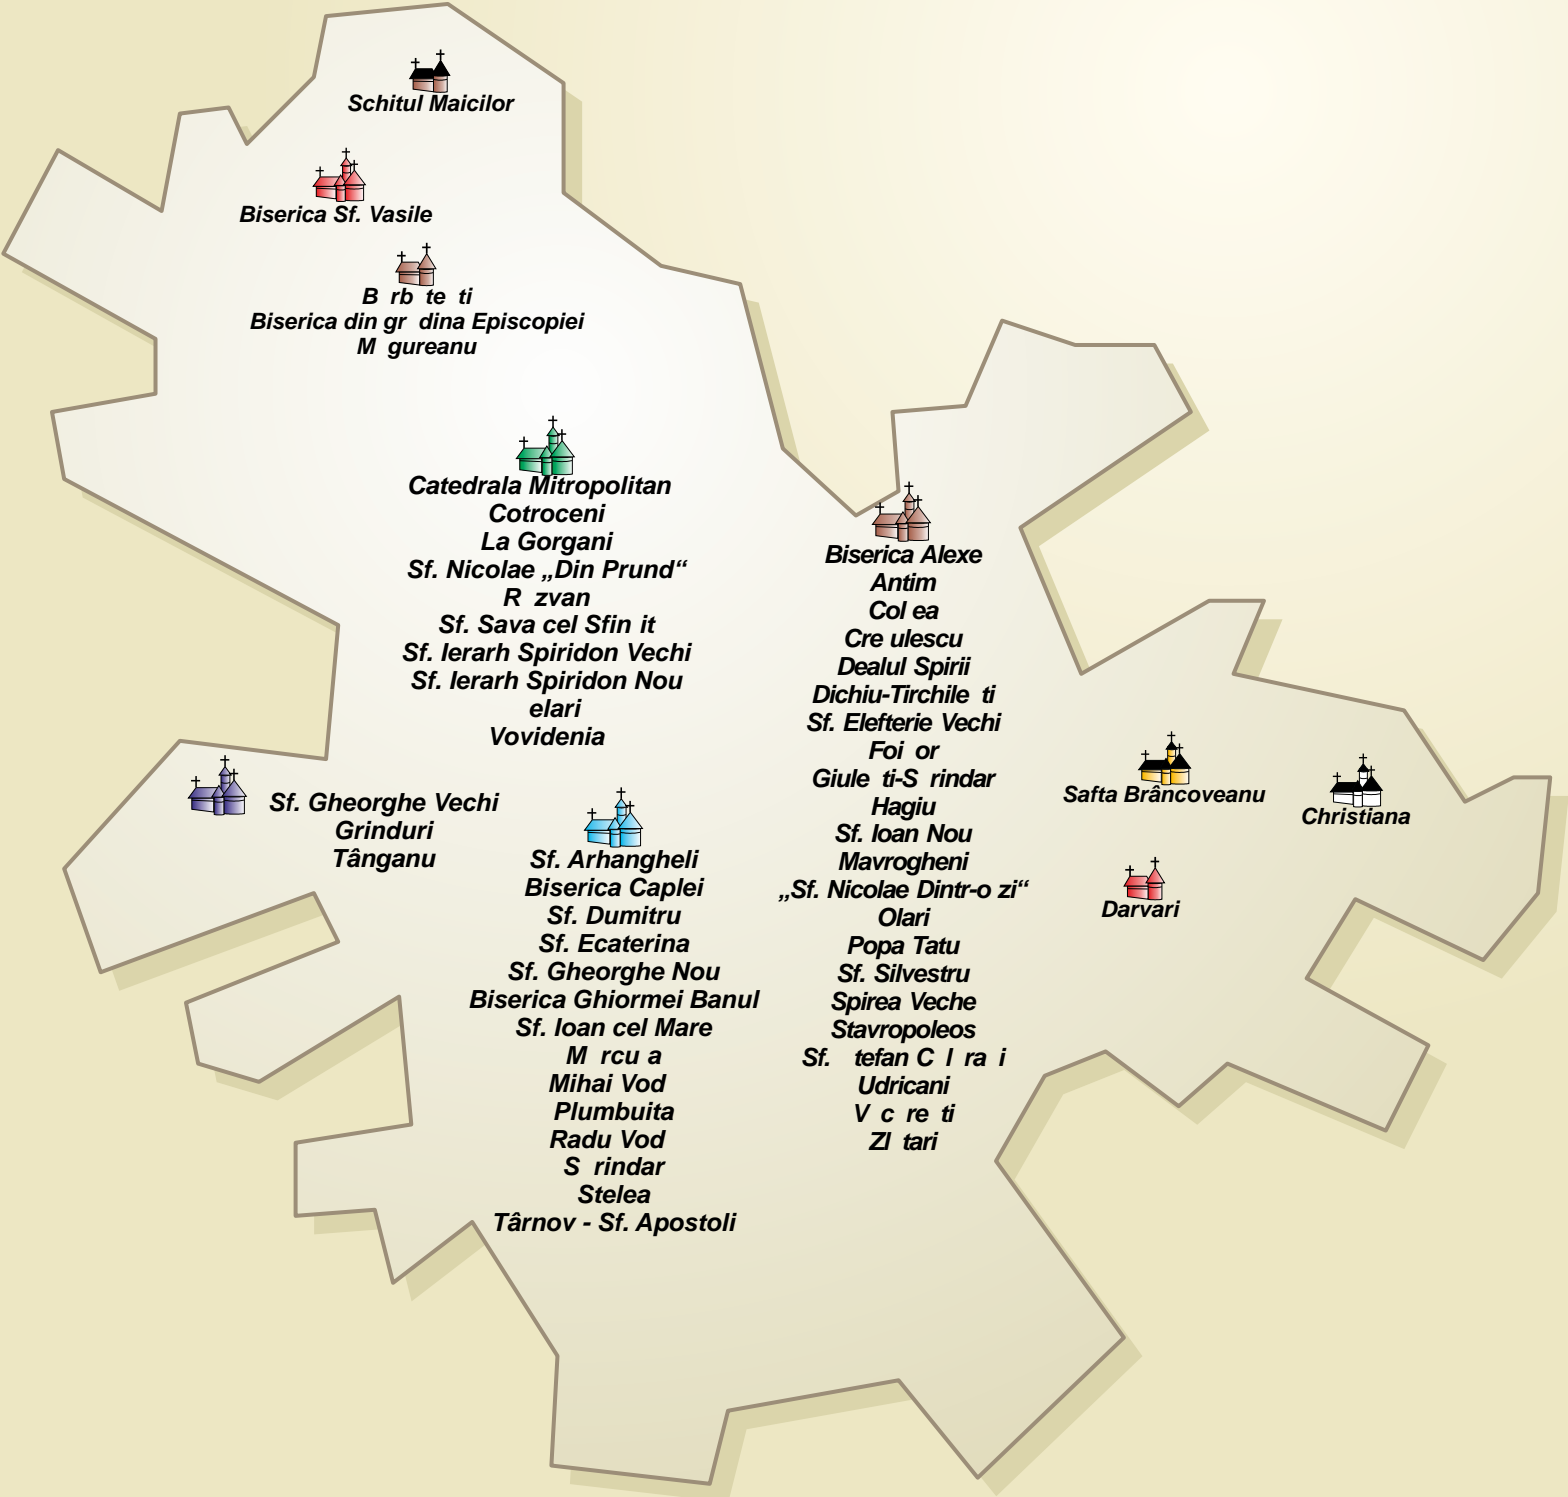 Schitul Maicilor
Biserica Sf. Vasile
B rb te ti
Biserica din gr dina Episcopiei
M gureanu
Catedrala Mitropolitan
Cotroceni
La Gorgani
Sf. Nicolae „Din Prund“
R zvan
Sf. Sava cel Sfin it
Sf. Ierarh Spiridon Vechi
Sf. Ierarh Spiridon Nou
elari
Vovidenia
Sf. Gheorghe Vechi
Grinduri
Tânganu
Sf. Arhangheli
Biserica Caplei
Sf. Dumitru
Sf. Ecaterina
Sf. Gheorghe Nou
Biserica Ghiormei Banul
Sf. Ioan cel Mare
M rcu a
Mihai Vod
Plumbuita
Radu Vod
S rindar
Stelea
Târnov - Sf. Apostoli
Biserica Alexe
Antim
Col ea
Cre ulescu
Dealul Spirii
Dichiu-Tirchile ti
Sf. Elefterie Vechi
Foi or
Giule ti-S rindar
Hagiu
Sf. Ioan Nou
Mavrogheni
„Sf. Nicolae Dintr-o zi“
Olari
Popa Tatu
Sf. Silvestru
Spirea Veche
Stavropoleos
Sf. tefan C l ra i
Udricani
V c re ti
Zl tari
Safta Brâncoveanu
Christiana
Darvari